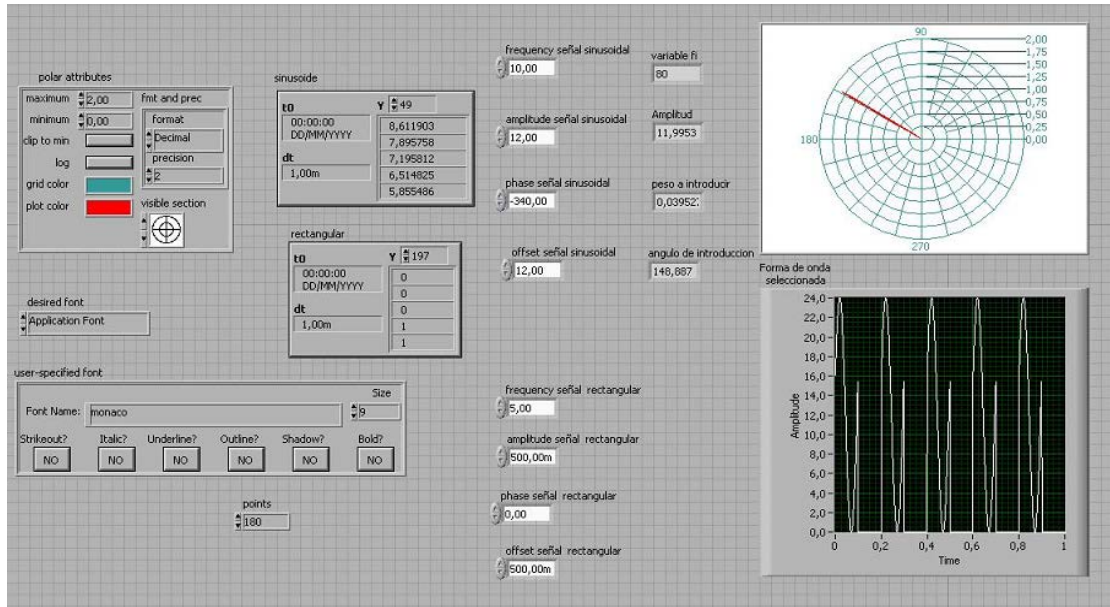 polar attributes
maximum 2,00
minimum 0,00
clip to min
log
grid color
plot color
fmt and prec
format
Decimal
precision
2
visible section
desired font
Application Font
user-specified font
Font Name: monaco
Size
9
Strikeout? Italic? Underline? Outline? Shadow? Bold?
NO NO NO NO NO NO
points
180
sinusoide
t0
00:00:00
DD/MM/YYYY
dt
1,00m
Y 49
8,611903
7,895758
7,195812
6,514825
5,855486
rectangular
t0
00:00:00
DD/MM/YYYY
dt
1,00m
Y 197
0
0
0
1
1
frequency señal sinusoidal
10,00
amplitude señal sinusoidal
12,00
phase señal sinusoidal
-340,00
offset señal sinusoidal
12,00
frequency señal rectangular
5,00
amplitude señal rectangular
500,00m
phase señal rectangular
0,00
offset señal rectangular
500,00m
variable fi
80
Amplitud
11,9953
peso a introducir
angulo de introduccion
148,887
90
180
270
2,00
1,75
1,50
1,25
1,00
0,75
0,50
0,25
0,00
Forma de onda
seleccionada
Amplitude
24,0
22,0
20,0
18,0
16,0
14,0
12,0
10,0
8,0
6,0
4,0
2,0
0,0
0 0,2 0,4 0,6 0,8 1
Time